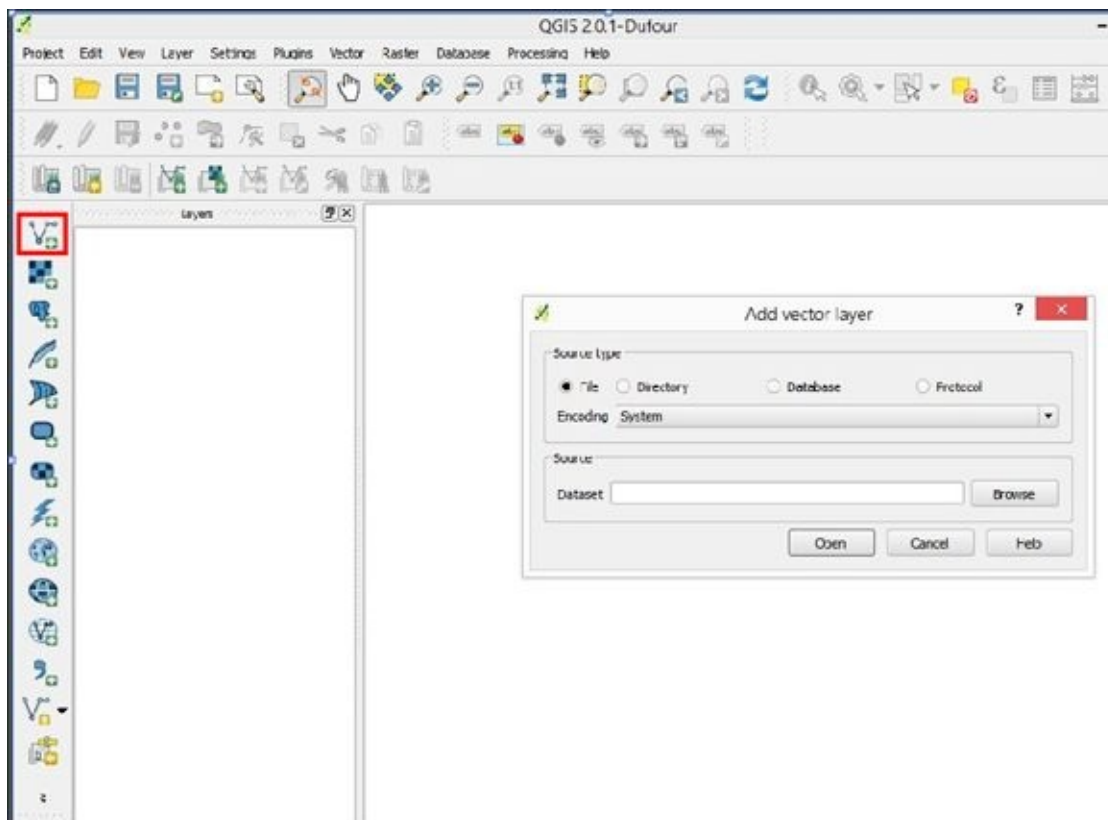 QGIS 2.0.1-Dufour
Project Edit View Layer Settings Plugins Vector Raster Database Processing Help
Layers
Add vector layer ?
Source type
File Directory Database Protocol
Encoding System
Source
Dataset Browse
Open Cancel Help